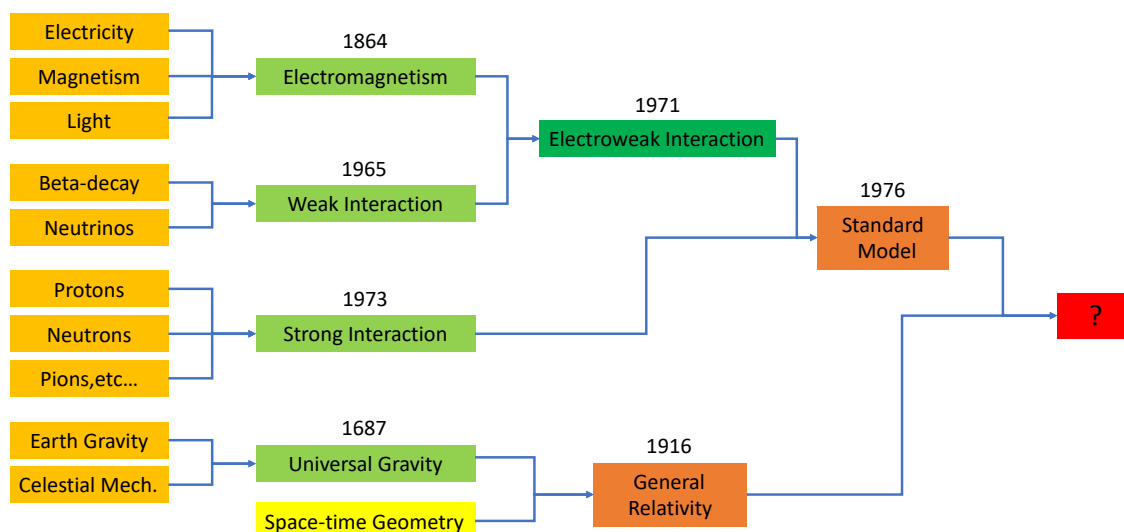 Electricity
1864
Magnetism
Electromagnetism
Light
1971
Electroweak Interaction
Beta-decay
1965
Neutrinos
Weak Interaction
1976
Standard
Model
Protons
1973
Neutrons
Strong Interaction
?
Pions,etc...
Earth Gravity
1687
1916
Celestial Mech.
Universal Gravity
General
Relativity
Space-time Geometry